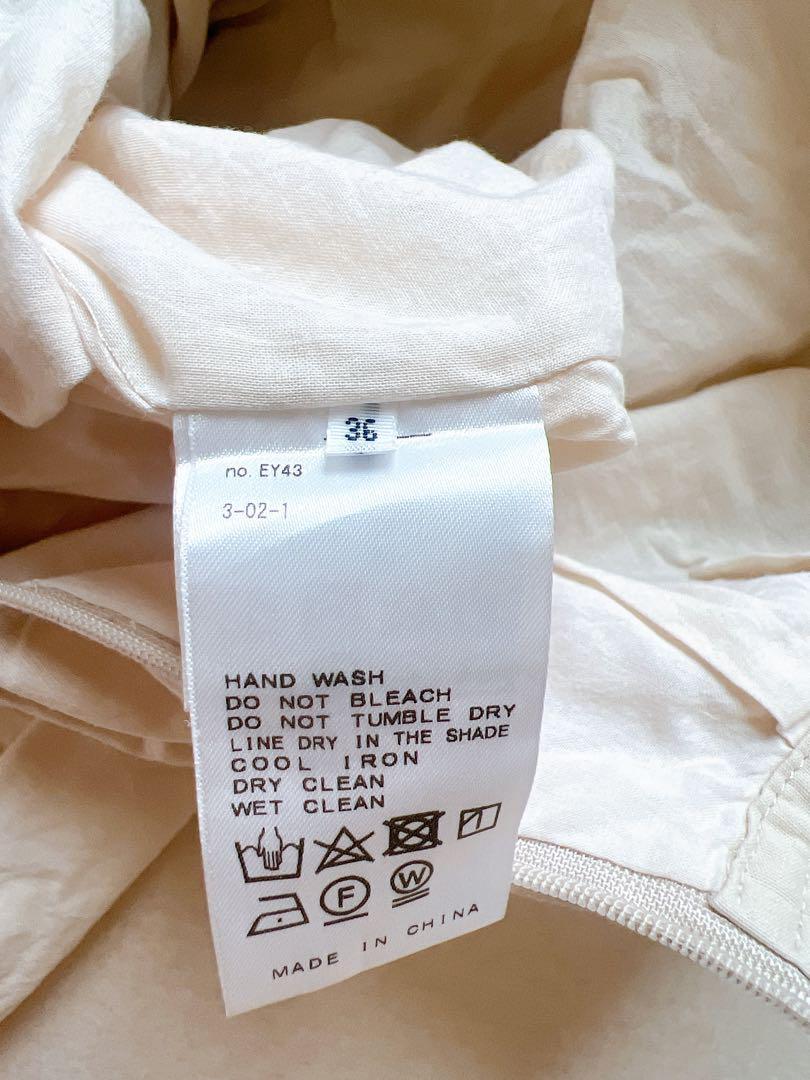 36
no. EY43
3-02-1
HAND WASH
DO NOT BLEACH
DO NOT TUMBLE DRY
LINE DRY IN THE SHADE
COOL IRON
DRY CLEAN
WET CLEAN
F
W
MADE IN CHINA